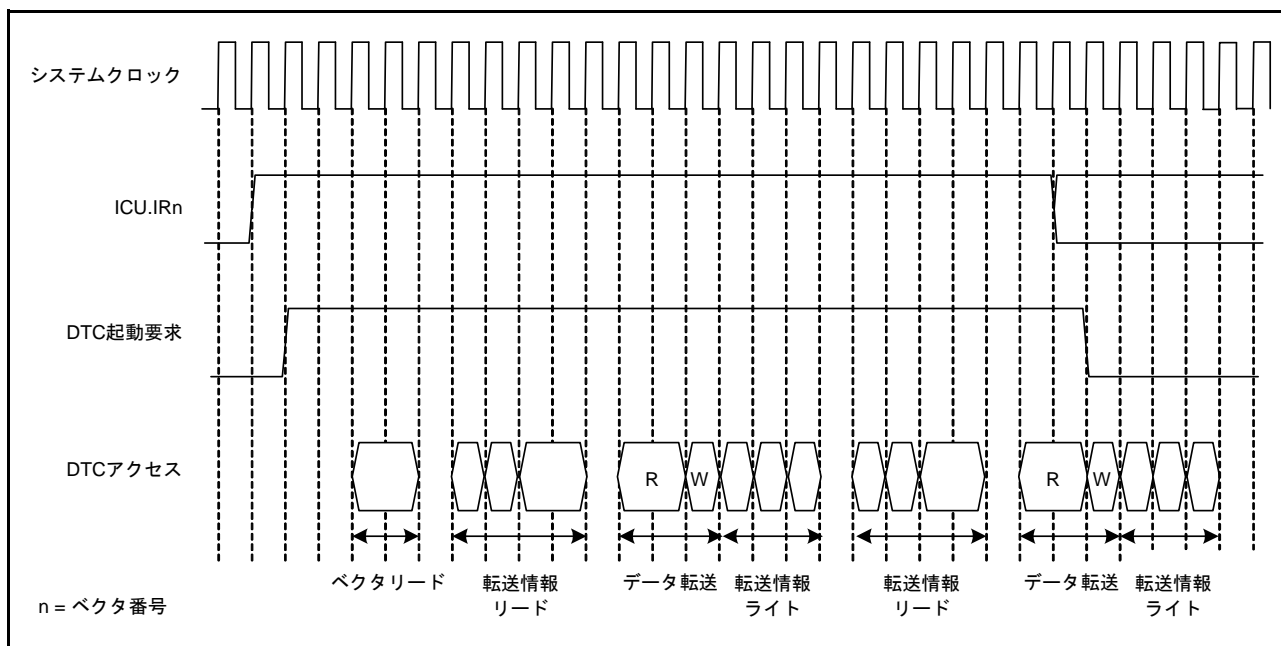 システムクロック
ICU.IRn
DTC起動要求
DTCアクセス
R
W
R
W
ベクタリード
転送情報
リード
データ転送
転送情報
ライト
転送情報
リード
データ転送
転送情報
ライト
n = ベクタ番号